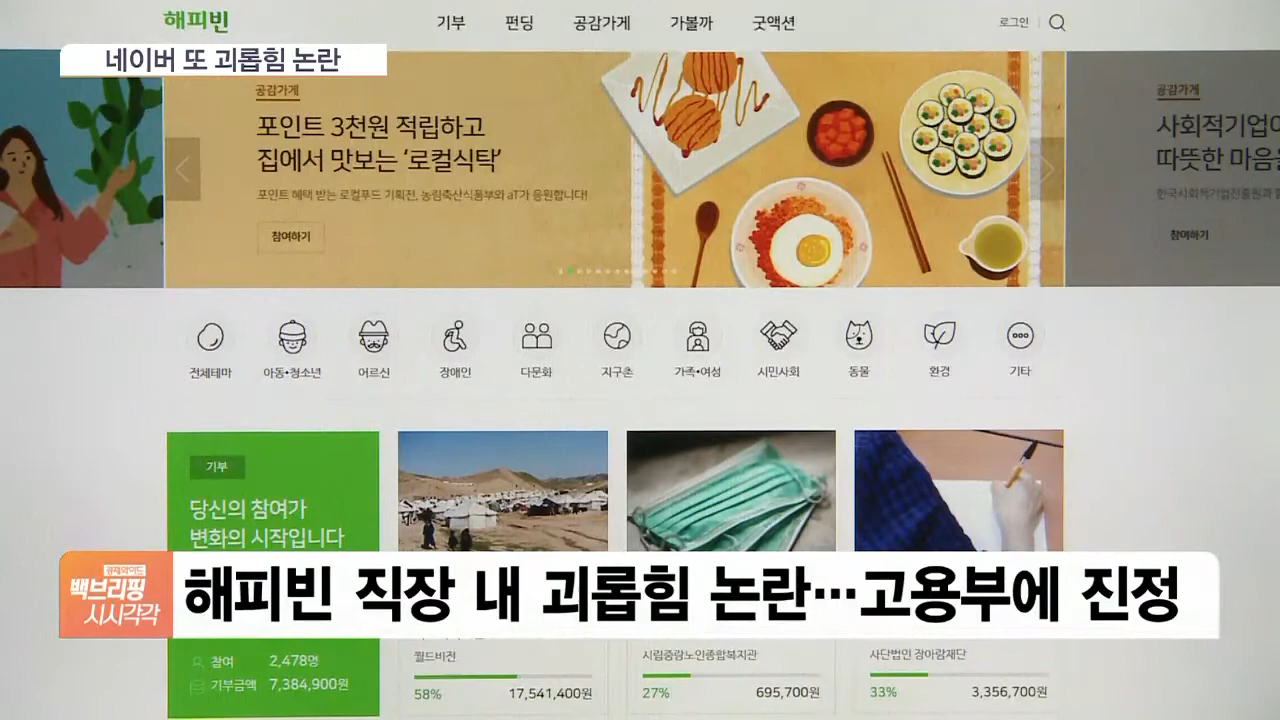 해피빈
기부 펀딩 공감가게 가볼까 굿액션
로그인
네이버 또 괴롭힘 논란
공감가게
포인트 3천원 적립하고
집에서 맛보는 ‘로컬식탁’
포인트 혜택 받는 로컬푸드 기획전, 농림축산식품부와 aT가 응원합니다!
참여하기
공감가게
사회적기업이
따뜻한 마음을
한국사회적기업진흥원과
참여하기
전체테마 아동•청소년 어르신 장애인 다문화 지구촌 가족•여성 시민사회 동물 환경 기타
기부
당신의 참여가
변화의 시작입니다
경제와이드
백브리핑
시시각각
해피빈 직장 내 괴롭힘 논란…고용부에 진정
참여 2,478명
기부금액 7,384,900원
월드비전
58% 17,541,400원
시립중랑노인종합복지관
27% 695,700원
사단법인 장아람재단
33% 3,356,700원